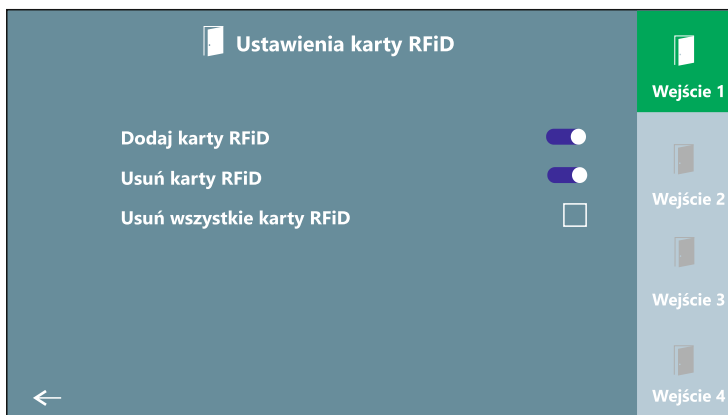 Ustawienia karty RFiD
Dodaj karty RFiD
Usuń karty RFiD
Usuń wszystkie karty RFiD
Wejście 1
Wejście 2
Wejście 3
Wejście 4